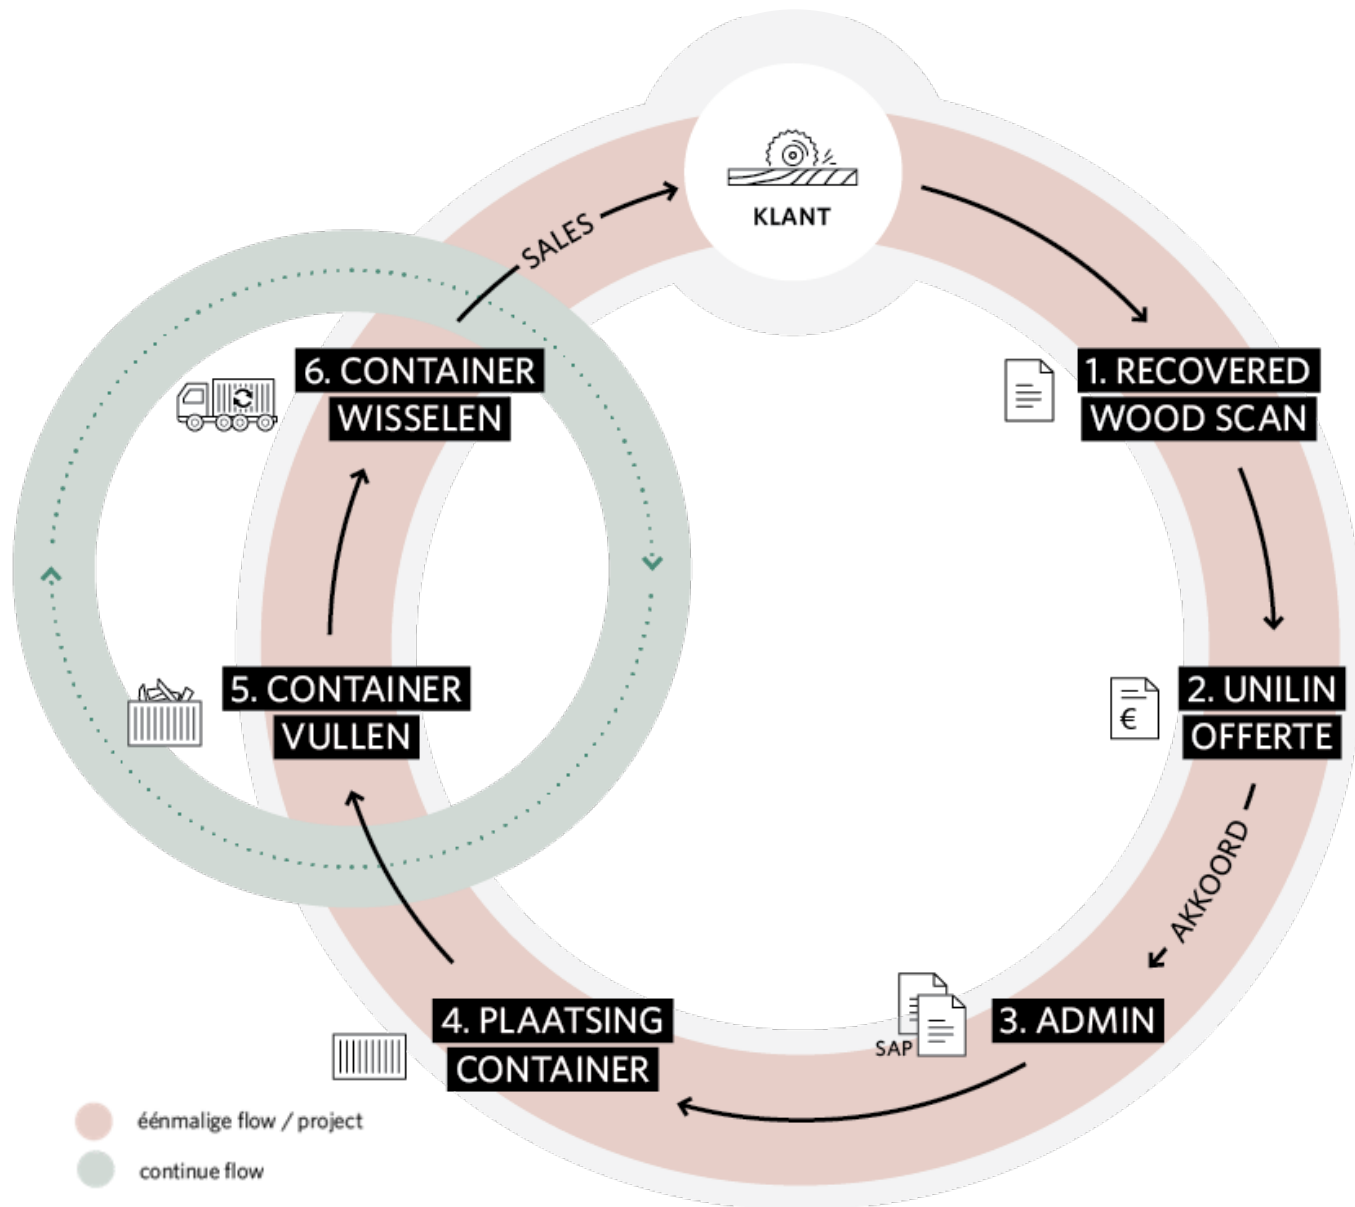 KLANT
SALES
1. RECOVERED
WOOD SCAN
2. UNILIN
OFFERTE
€
AKKOORD
3. ADMIN
SAP
4. PLAATSING
CONTAINER
5. CONTAINER
VULLEN
6. CONTAINER
WISSELEN
éénmalige flow / project
continue flow